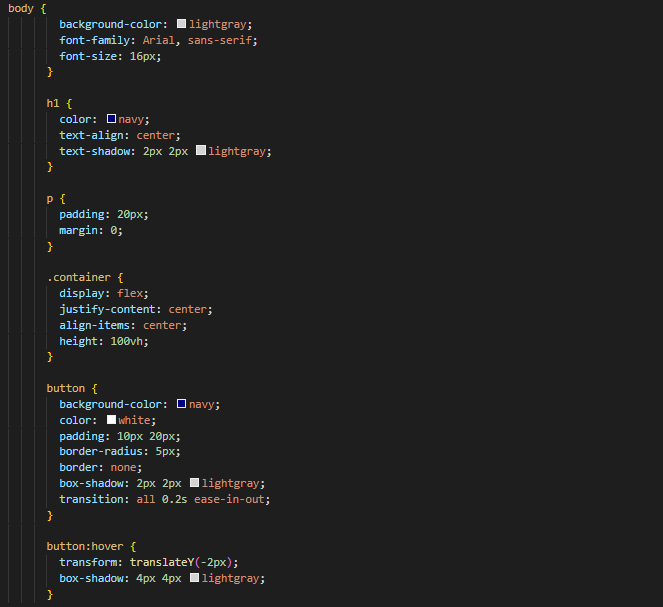 body {
background-color: lightgray;
font-family: Arial, sans-serif;
font-size: 16px;
}
h1 {
color: navy;
text-align: center;
text-shadow: 2px 2px lightgray;
}
p {
padding: 20px;
margin: 0;
}
.container {
display: flex;
justify-content: center;
align-items: center;
height: 100vh;
}
button {
background-color: navy;
color: white;
padding: 10px 20px;
border-radius: 5px;
border: none;
box-shadow: 2px 2px lightgray;
transition: all 0.2s ease-in-out;
}
button:hover {
transform: translateY(-2px);
box-shadow: 4px 4px lightgray;
}